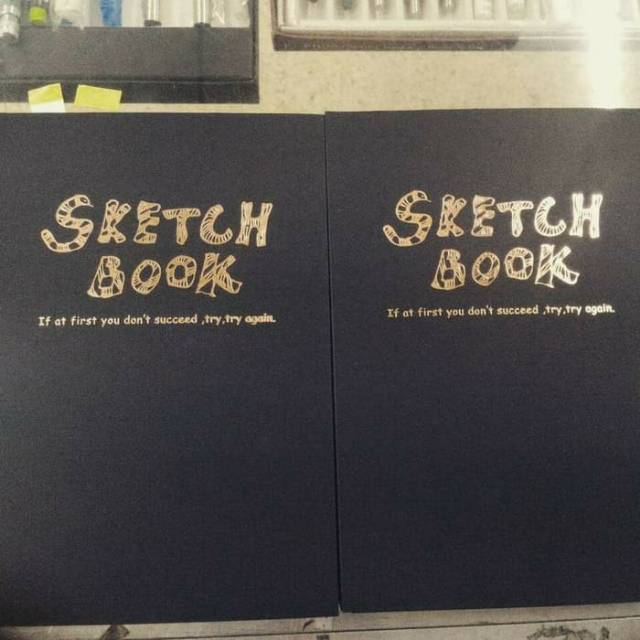 SKETCH
BOOK
If at first you don't succeed ,try,try again.
SKETCH
BOOK
If at first you don't succeed ,try,try again.